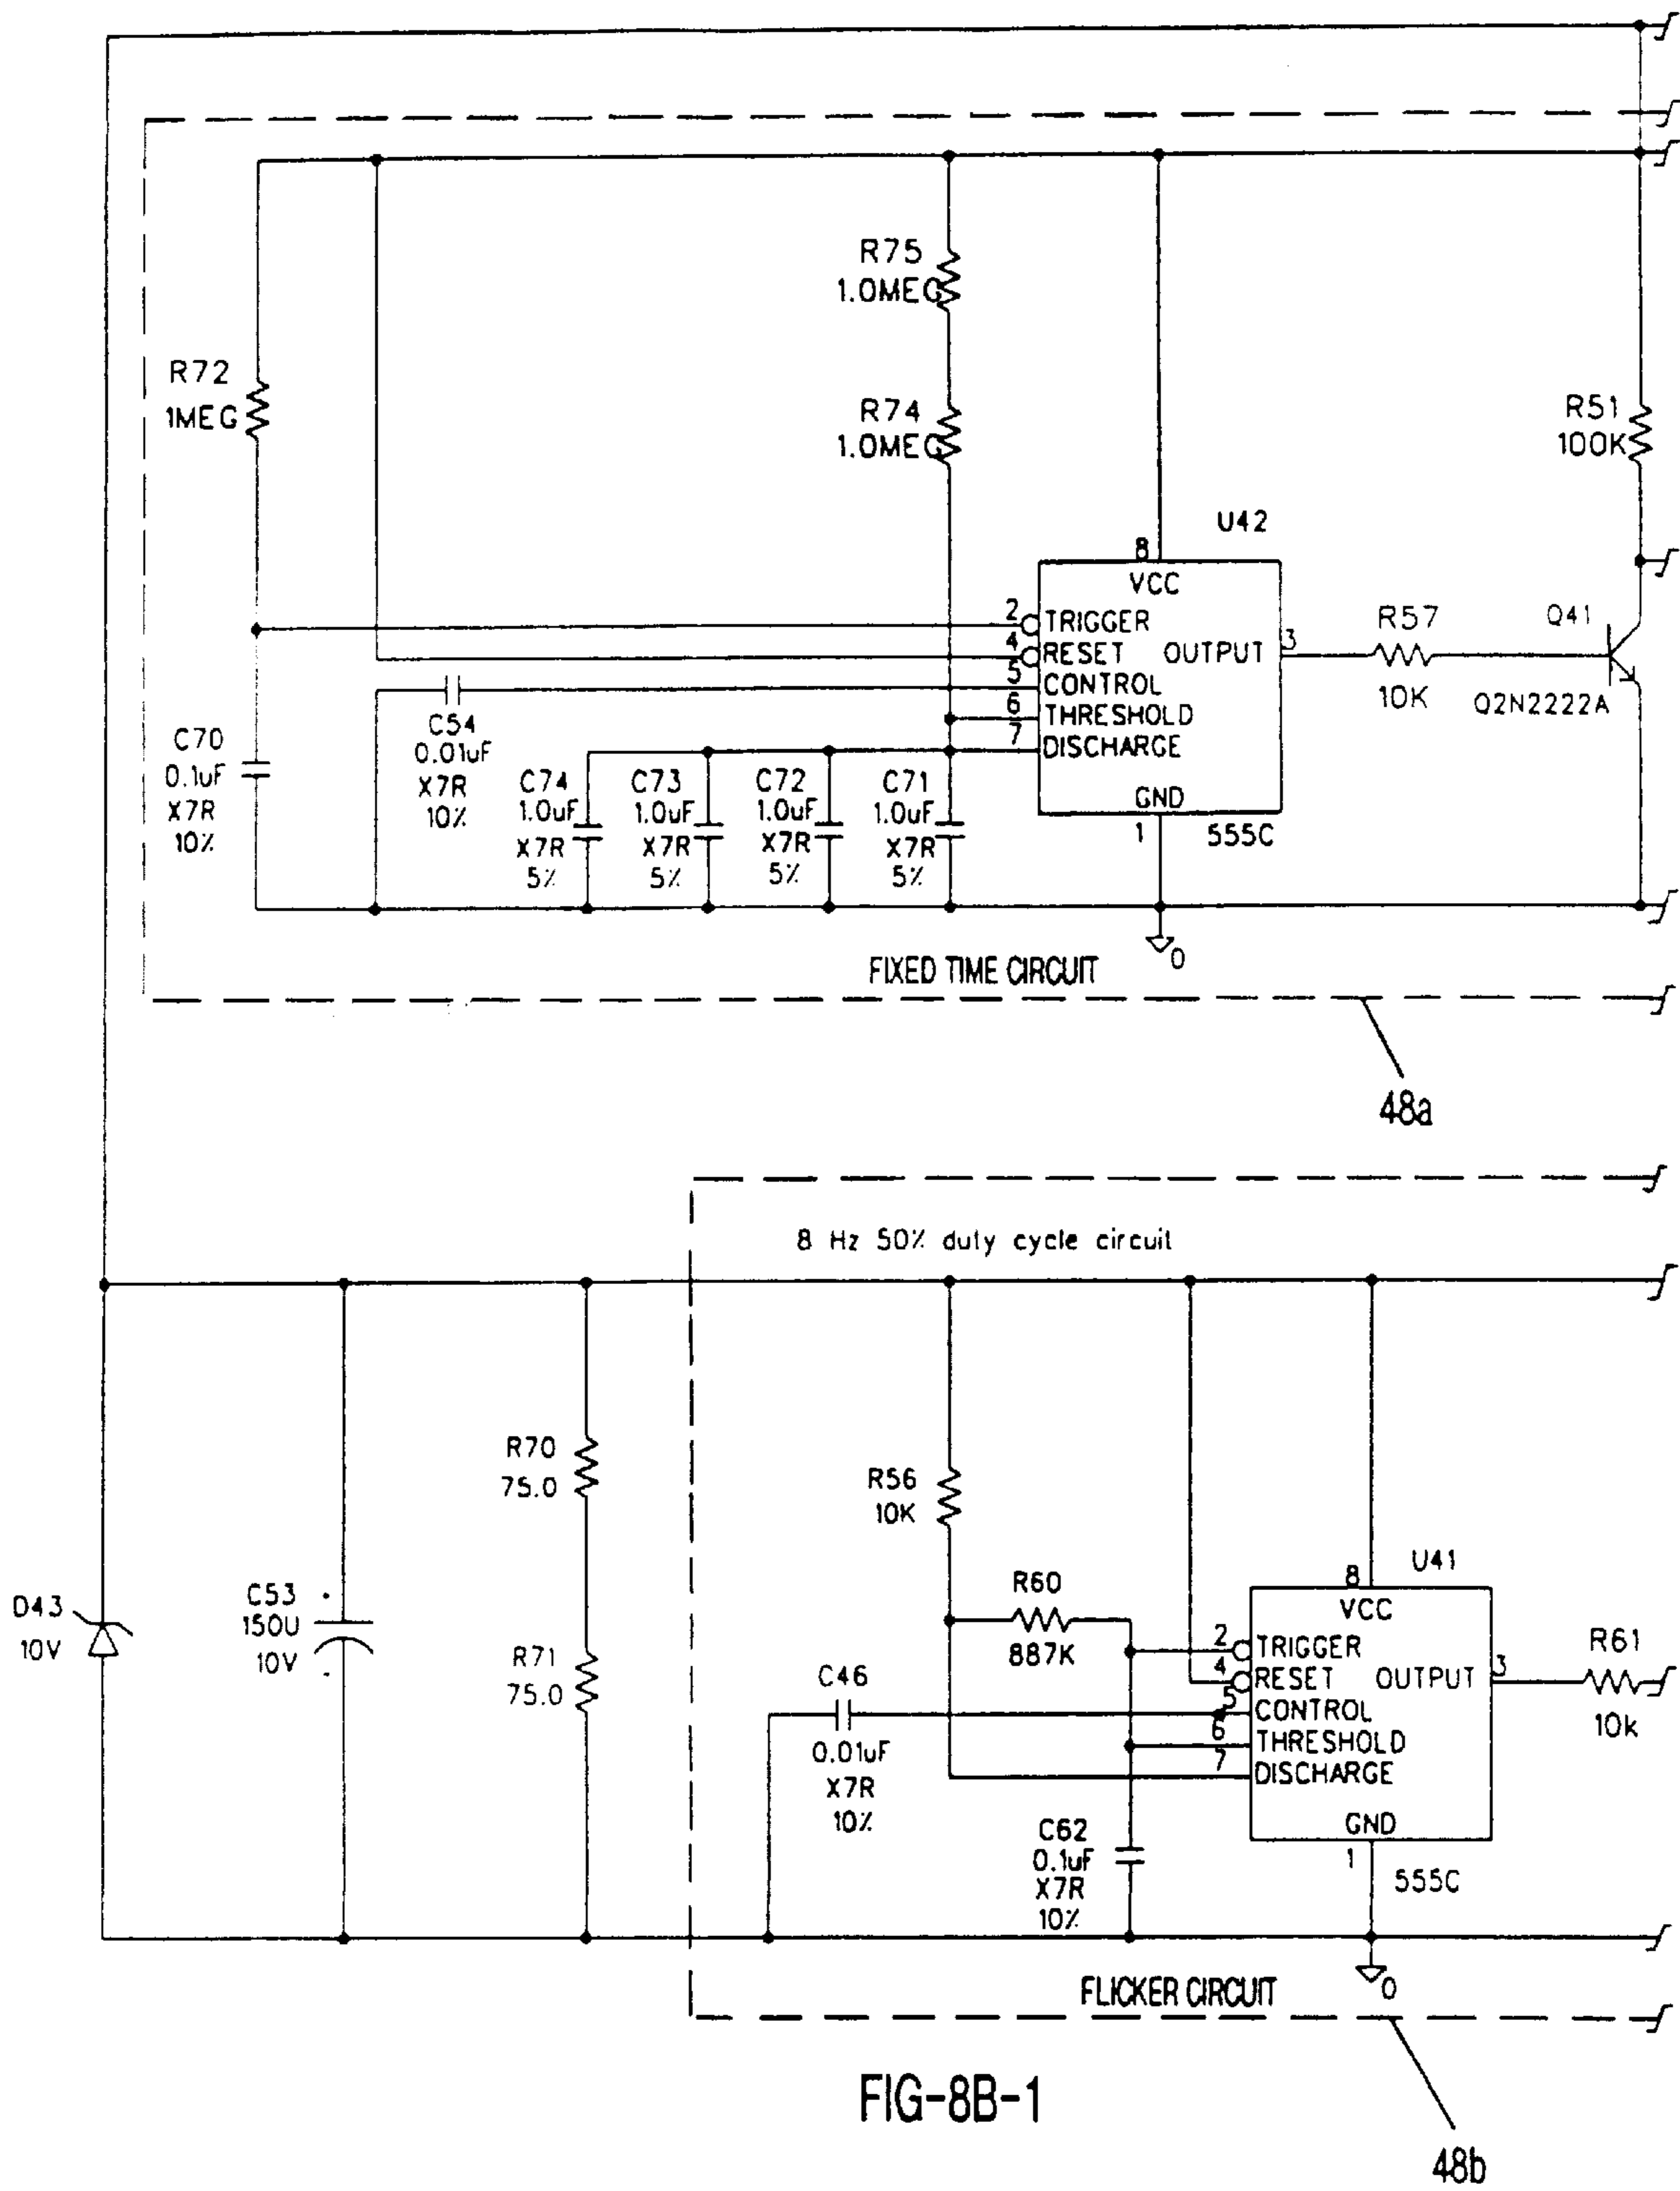 R75
1.0MEG
R72
1MEG
R74
1.0MEG
R51
100K
U42
8
VCC
2
TRIGGER
4
RESET
OUTPUT
3
5
CONTROL
6
THRESHOLD
7
DISCHARGE
GND
1
555C
R57
10K
Q41
Q2N2222A
C70
0.1uF
X7R
10%
C54
0.01uF
X7R
10%
C74
1.0uF
X7R
5%
C73
1.0uF
X7R
5%
C72
1.0uF
X7R
5%
C71
1.0uF
X7R
5%
0
FIXED TIME CIRCUIT
48a
8 Hz 50% duty cycle circuit
R70
75.0
R56
10K
D43
10V
C53
150U
10V
R71
75.0
R60
887K
U41
8
VCC
2
TRIGGER
4
RESET
OUTPUT
3
5
CONTROL
6
THRESHOLD
7
DISCHARGE
GND
1
555C
R61
10k
C46
0.01uF
X7R
10%
C62
0.1uF
X7R
10%
0
FLICKER CIRCUIT
FIG-8B-1
48b